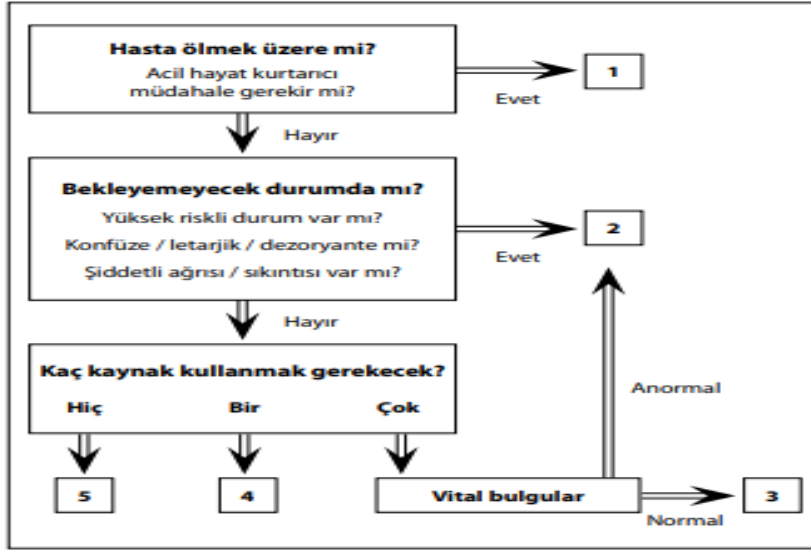 Hasta ölmek üzere mi?
Acil hayat kurtarıcı
müdahale gerekir mi?
Evet
1
Hayır
Bekleyemeyecek durumda mı?
Yüksek riskli durum var mı?
Konfüze / letarjik / dezoryante mi?
Şiddetli ağrısı / sıkıntısı var mı?
Evet
2
Hayır
Kaç kaynak kullanmak gerekecek?
Hiç Bir Çok
Anormal
5 4 Vital bulgular 3
Normal